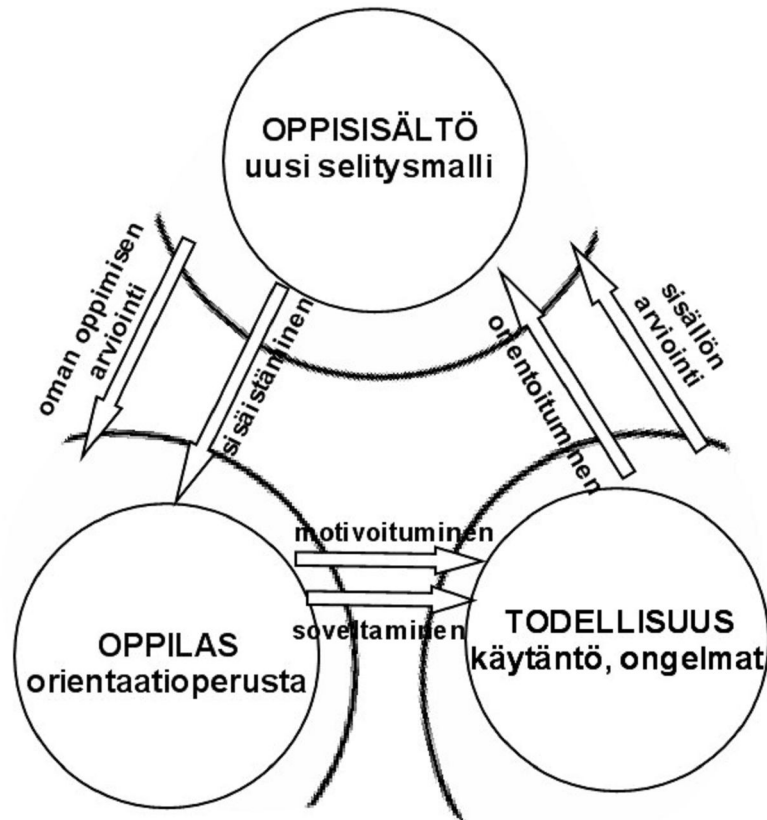 OPPISISÄLTÖ
uusi selitysmalli
oman oppimisen
arviointi
sisäistäminen
orientoituminen
sisällön
arviointi
motivoituminen
soveltaminen
OPPILAS
orientaatioperusta
TODELLISUUS
käytäntö, ongelmat